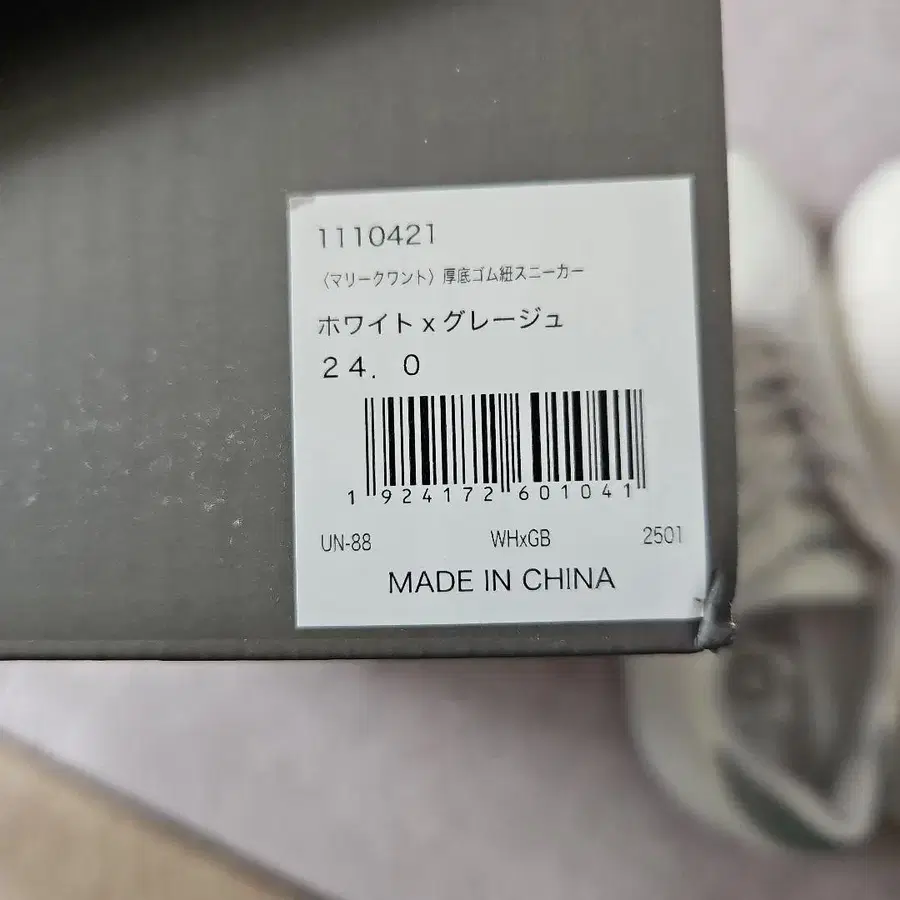 1110421
〈マリークワント〉厚底ゴム紐スニーカー
ホワイト x グレージュ
24. 0
1 924172 601041
UN-88 WHxGB 2501
MADE IN CHINA